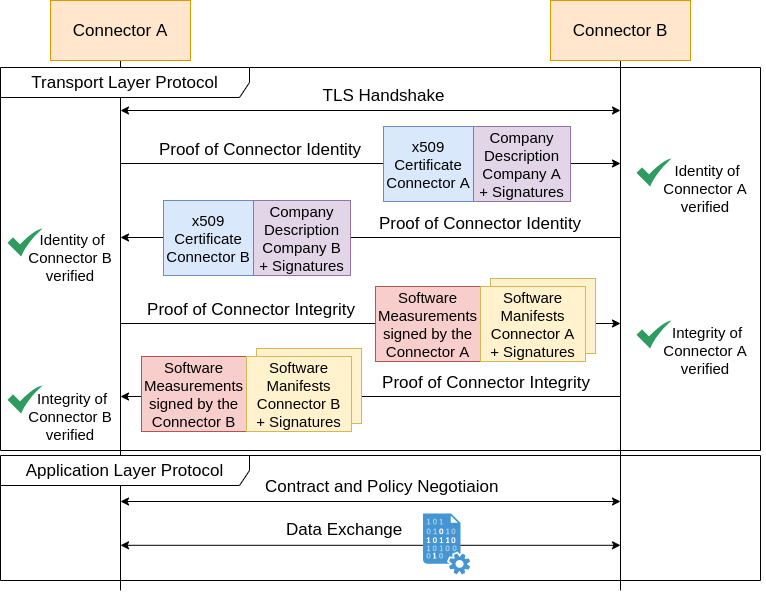 Connector A
Connector B
Transport Layer Protocol
TLS Handshake
Proof of Connector Identity
x509
Certificate
Connector A
Company
Description
Company A
+ Signatures
Identity of
Connector A
verified
x509
Certificate
Connector B
Company
Description
Company B
+ Signatures
Proof of Connector Identity
Identity of
Connector B
verified
Proof of Connector Integrity
Software
Measurements
signed by the
Connector A
Software
Manifests
Connector A
+ Signatures
Integrity of
Connector A
verified
Software
Measurements
signed by the
Connector B
Software
Manifests
Connector B
+ Signatures
Proof of Connector Integrity
Integrity of
Connector B
verified
Application Layer Protocol
Contract and Policy Negotiaion
Data Exchange
101
01010
10110
10100
010